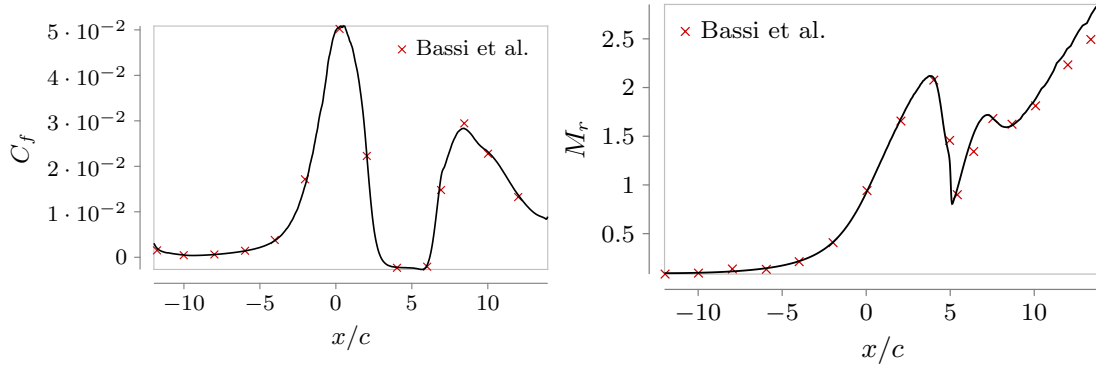 5 · 10⁻²
4 · 10⁻²
3 · 10⁻²
2 · 10⁻²
1 · 10⁻²
0
C_f
× Bassi et al.
−10 −5 0 5 10
x/c
2.5
2
1.5
1
0.5
M_r
× Bassi et al.
−10 −5 0 5 10
x/c